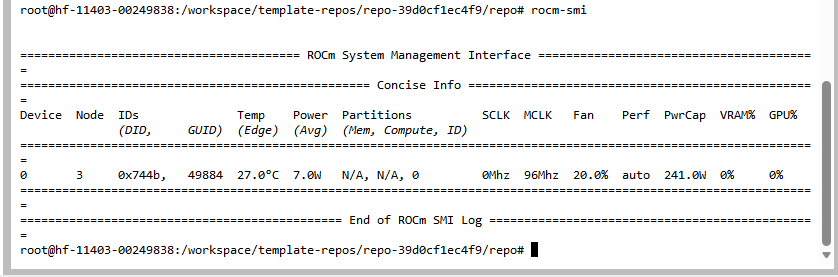 root@hf-11403-00249838:/workspace/template-repos/repo-39d0cf1ec4f9/repo# rocm-smi
======================================== ROCm System Management Interface ========================================
================================================== Concise Info ==================================================
Device  Node  IDs              Temp    Power  Partitions          SCLK  MCLK   Fan    Perf  PwrCap  VRAM%  GPU%
              (DID,     GUID)  (Edge)  (Avg)  (Mem, Compute, ID)
==================================================================================================================
0       3     0x744b,   49884  27.0°C  7.0W   N/A, N/A, 0         0Mhz  96Mhz  20.0%  auto  241.0W  0%     0%
==================================================================================================================
============================================== End of ROCm SMI Log ===============================================
root@hf-11403-00249838:/workspace/template-repos/repo-39d0cf1ec4f9/repo#